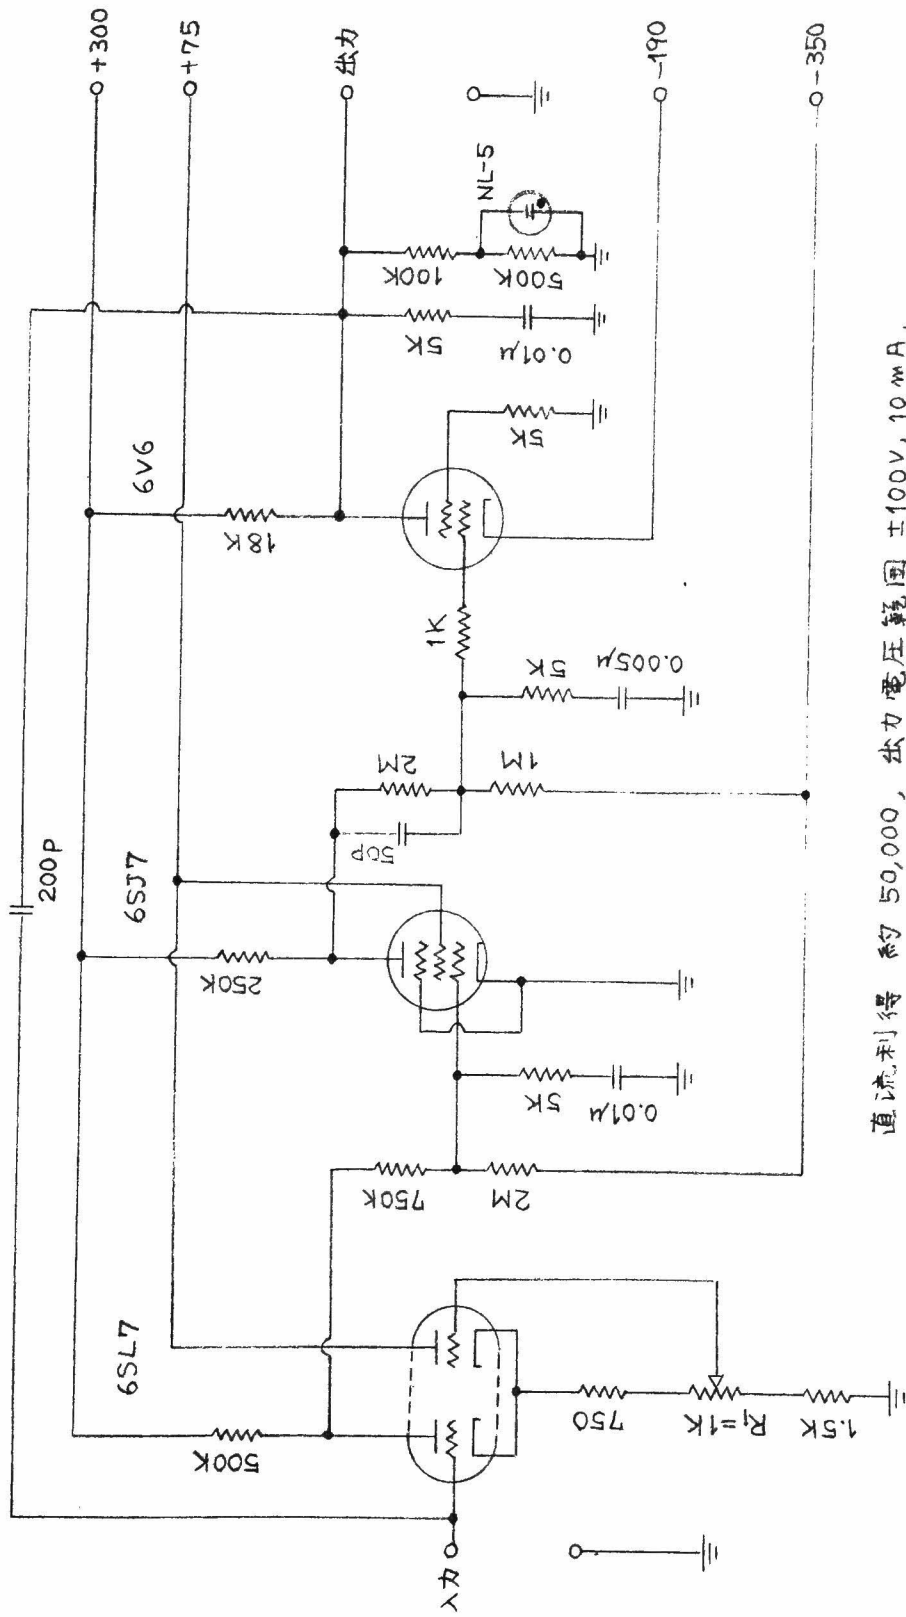 200P
+300
+75
6SL7
6SJ7
6V6
500K
250K
18K
出力
750K
2M
50P
2M
1M
1K
5K
0.005μ
5K
0.01μ
5K
5K
0.01μ
100K
500K
NL-5
入力
750
R₁=1K
1.5K
-190
-350
直流利得 約 50,000, 出力電圧範囲 ±100V, 10mA.